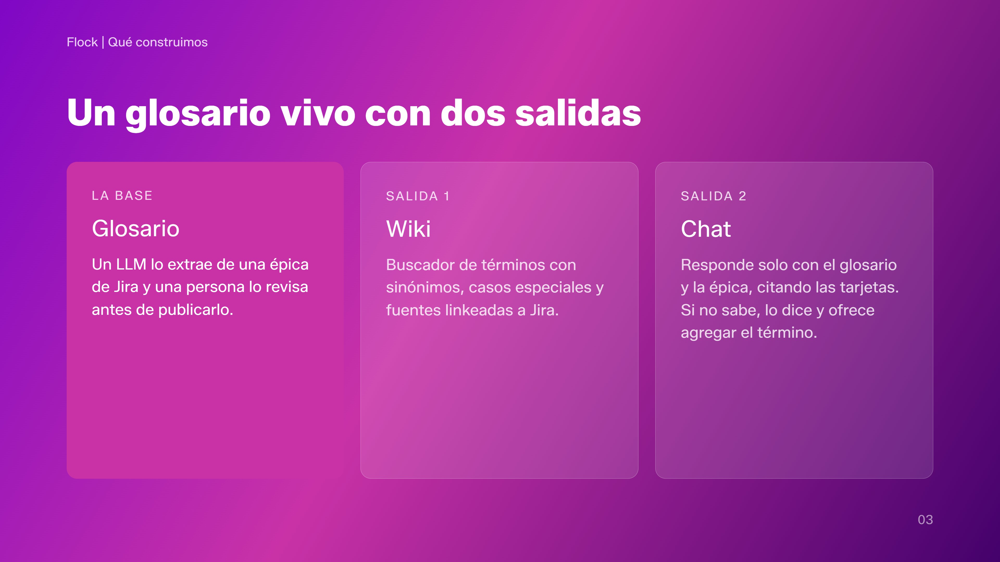 Flock | Qué construimos
Un glosario vivo con dos salidas
LA BASE
Glosario
Un LLM lo extrae de una épica
de Jira y una persona lo revisa
antes de publicarlo.
SALIDA 1
Wiki
Buscador de términos con
sinónimos, casos especiales y
fuentes linkeadas a Jira.
SALIDA 2
Chat
Responde solo con el glosario
y la épica, citando las tarjetas.
Si no sabe, lo dice y ofrece
agregar el término.
03